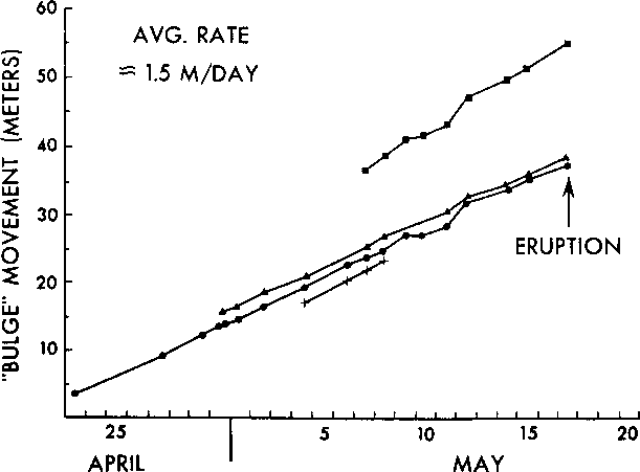 60
AVG. RATE
≈ 1.5 M/DAY
50
40
30
20
10
"BULGE" MOVEMENT (METERS)
ERUPTION
25 5 10 15 20
APRIL MAY